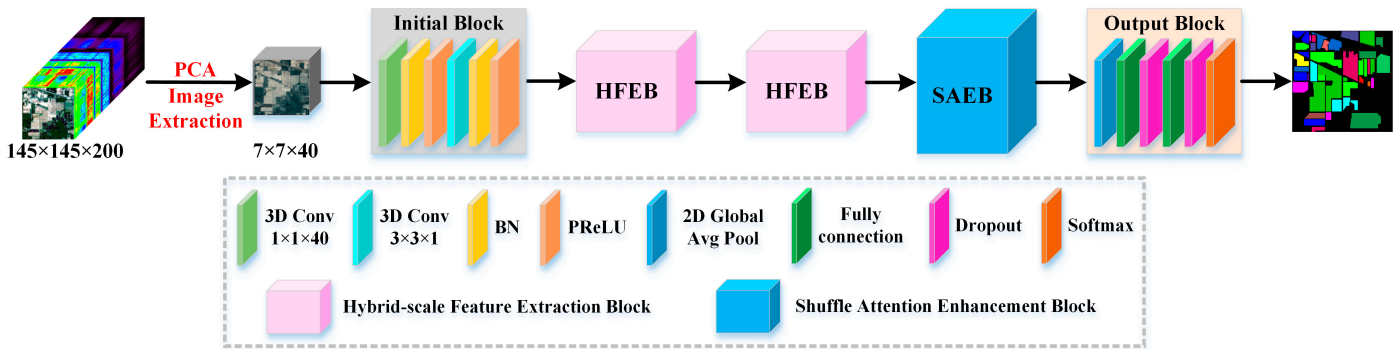 PCA
Image
Extraction
145×145×200
7×7×40
Initial Block
HFEB
HFEB
SAEB
Output Block
3D Conv
1×1×40
3D Conv
3×3×1
BN
PReLU
2D Global
Avg Pool
Fully
connection
Dropout
Softmax
Hybrid-scale Feature Extraction Block
Shuffle Attention Enhancement Block